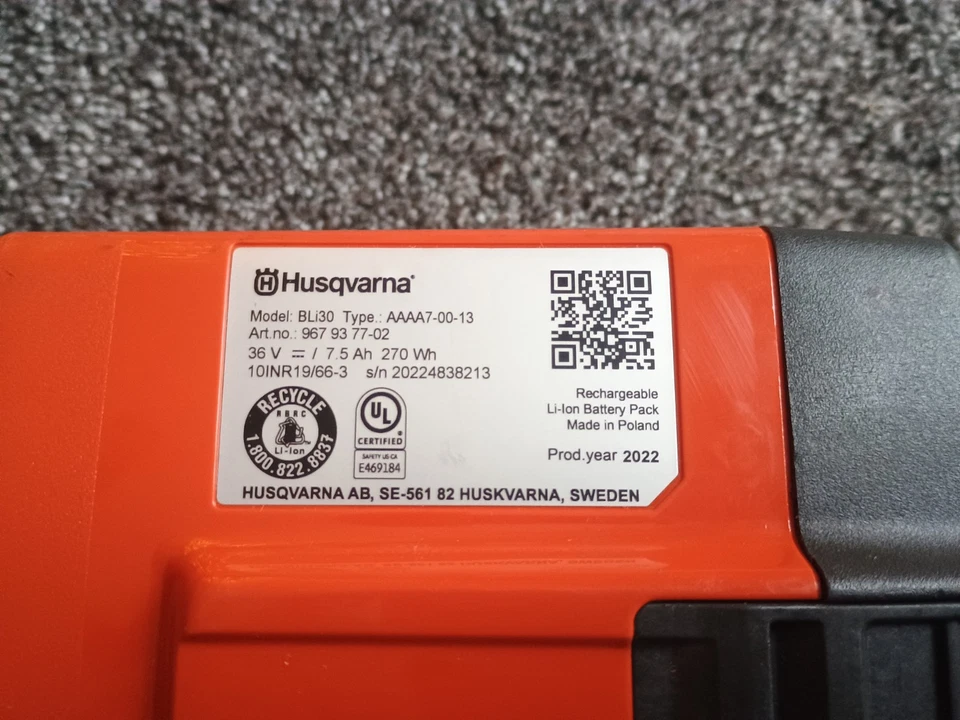 Husqvarna®
Model: BLi30 Type.: AAAA7-00-13
Art.no.: 967 93 77-02
36 V ⎓ / 7.5 Ah 270 Wh
10INR19/66-3 s/n 20224838213
RECYCLE
RBRC
Li-Ion
1.800.822.8837
UL
CERTIFIED
SAFETY US CA
E469184
Rechargeable
Li-Ion Battery Pack
Made in Poland
Prod.year 2022
HUSQVARNA AB, SE-561 82 HUSKVARNA, SWEDEN